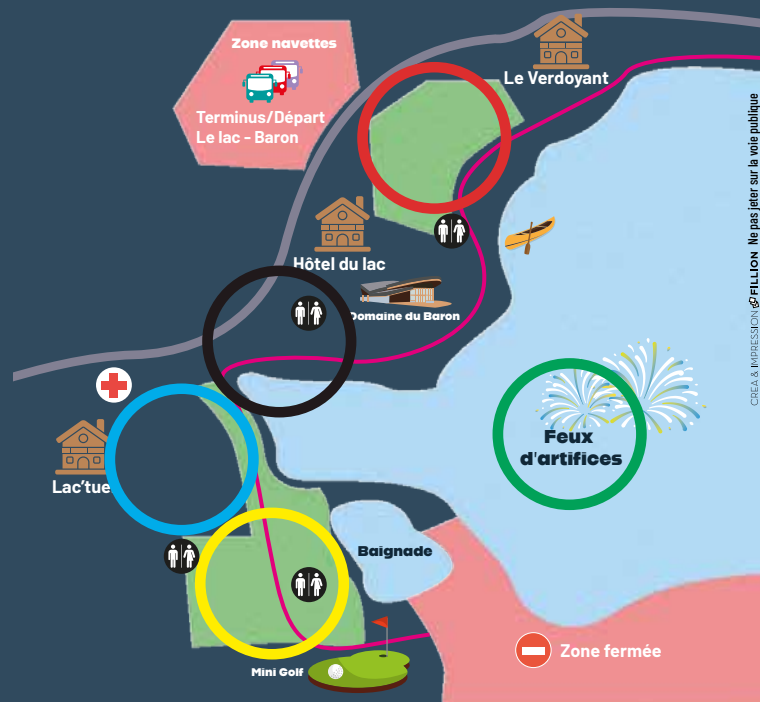 Zone navettes
Terminus/Départ
Le lac - Baron
Le Verdoyant
Hôtel du lac
Domaine du Baron
Lac'tue
Feux
d'artifices
Baignade
Mini Golf
Zone fermée
CREA & IMPRESSION FILLION Ne pas jeter sur la voie publique